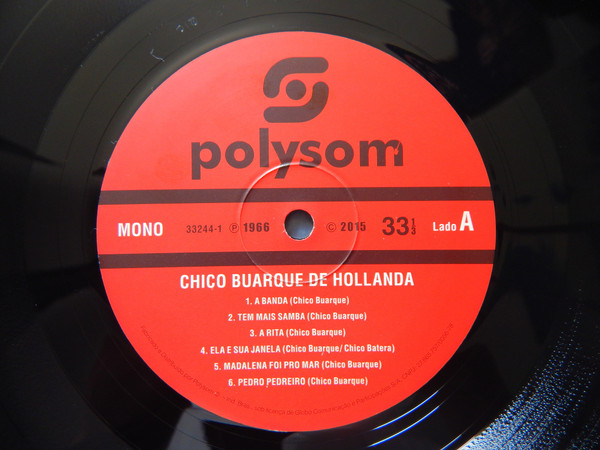 polysom
MONO 33244-1 ℗ 1966 © 2015 33 1/3 Lado A
CHICO BUARQUE DE HOLLANDA
1. A BANDA (Chico Buarque)
2. TEM MAIS SAMBA (Chico Buarque)
3. A RITA (Chico Buarque)
4. ELA E SUA JANELA (Chico Buarque/ Chico Batera)
5. MADALENA FOI PRO MAR (Chico Buarque)
6. PEDRO PEDREIRO (Chico Buarque)